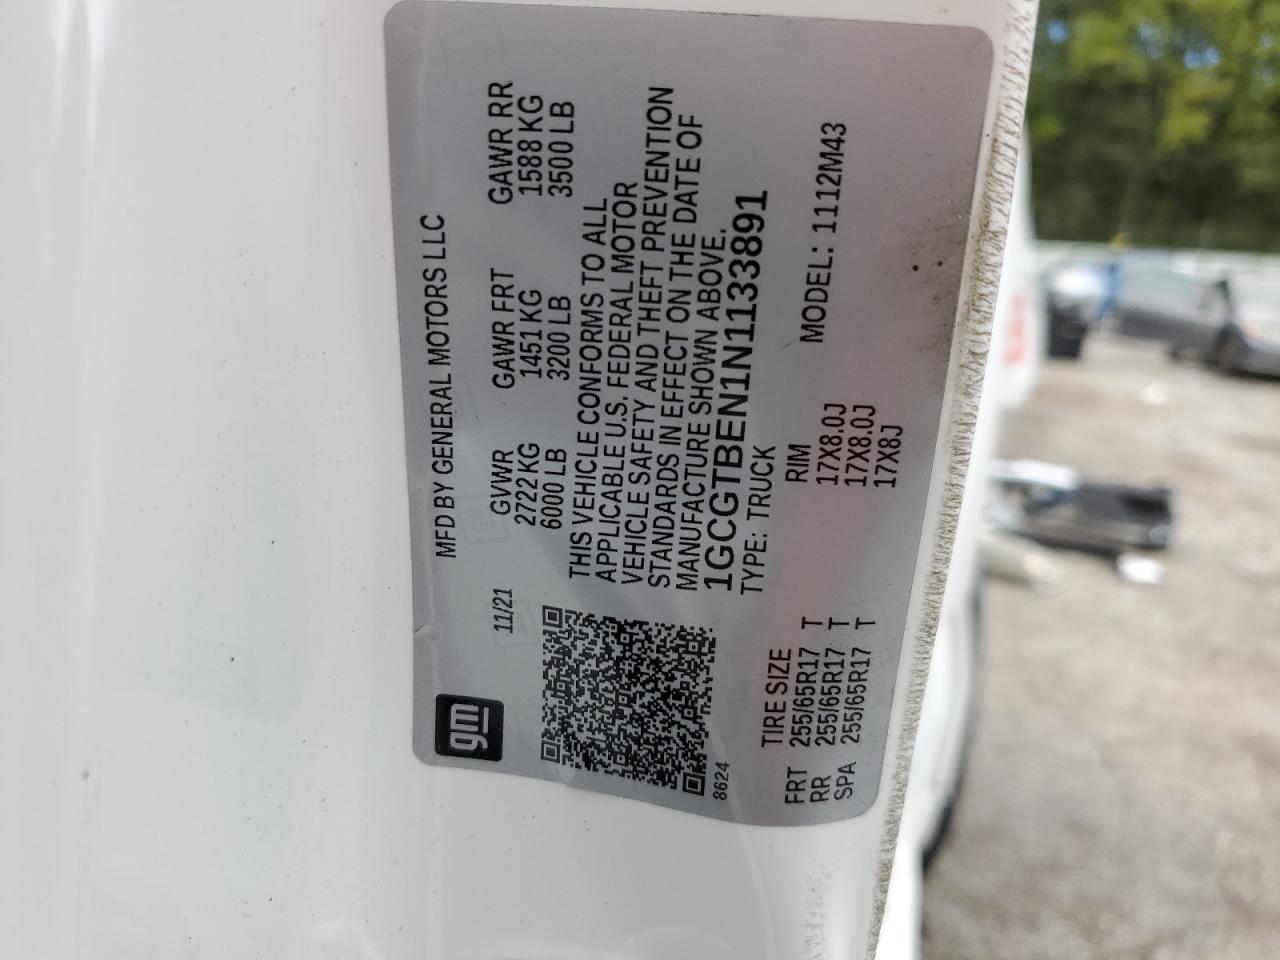 MFD BY GENERAL MOTORS LLC
gm
11/21 GVWR GAWR FRT GAWR RR
2722 KG 1451 KG 1588 KG
6000 LB 3200 LB 3500 LB
THIS VEHICLE CONFORMS TO ALL
APPLICABLE U.S. FEDERAL MOTOR
VEHICLE SAFETY AND THEFT PREVENTION
STANDARDS IN EFFECT ON THE DATE OF
MANUFACTURE SHOWN ABOVE.
1GCGTBEN1N1133891
8624
TYPE: TRUCK MODEL: 1112M43
TIRE SIZE RIM
FRT 255/65R17 T 17X8.0J
RR 255/65R17 T 17X8.0J
SPA 255/65R17 T 17X8J